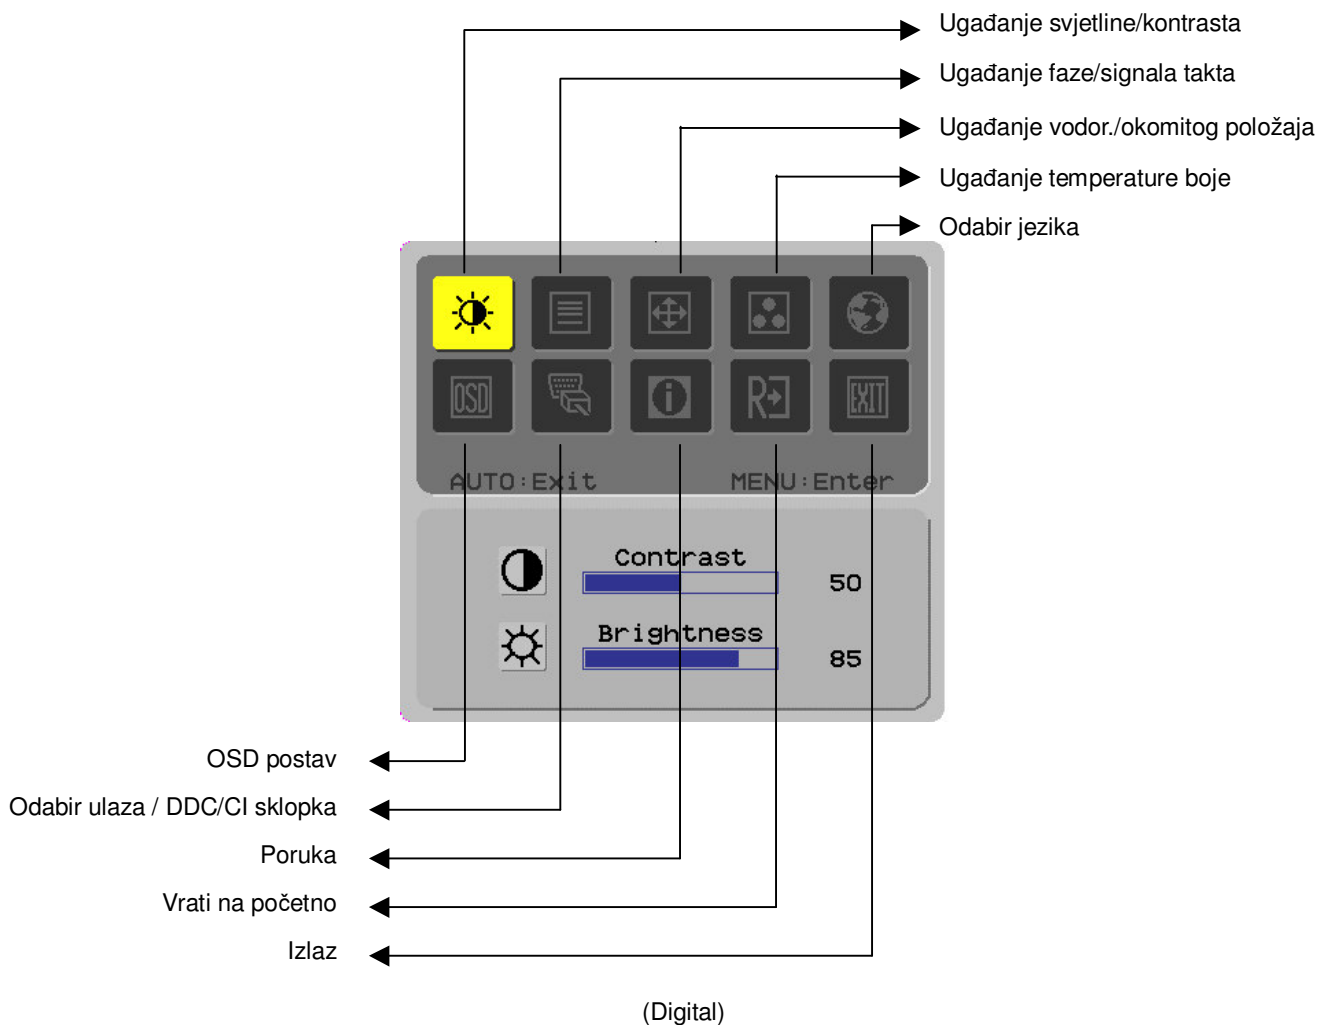 Ugađanje svjetline/kontrasta
Ugađanje faze/signala takta
Ugađanje vodor./okomitog položaja
Ugađanje temperature boje
Odabir jezika
OSD
R
EXIT
AUTO:Exit MENU:Enter
Contrast
50
Brightness
85
OSD postav
Odabir ulaza / DDC/CI sklopka
Poruka
Vrati na početno
Izlaz
(Digital)